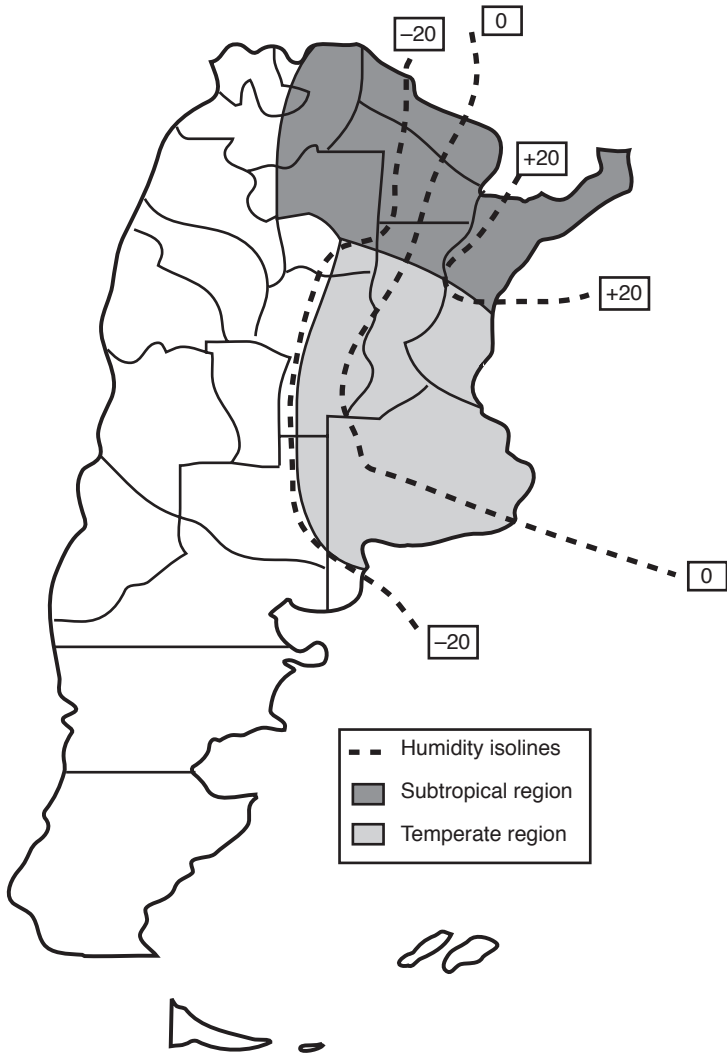 –20
0
+20
+20
0
–20
Humidity isolines
Subtropical region
Temperate region